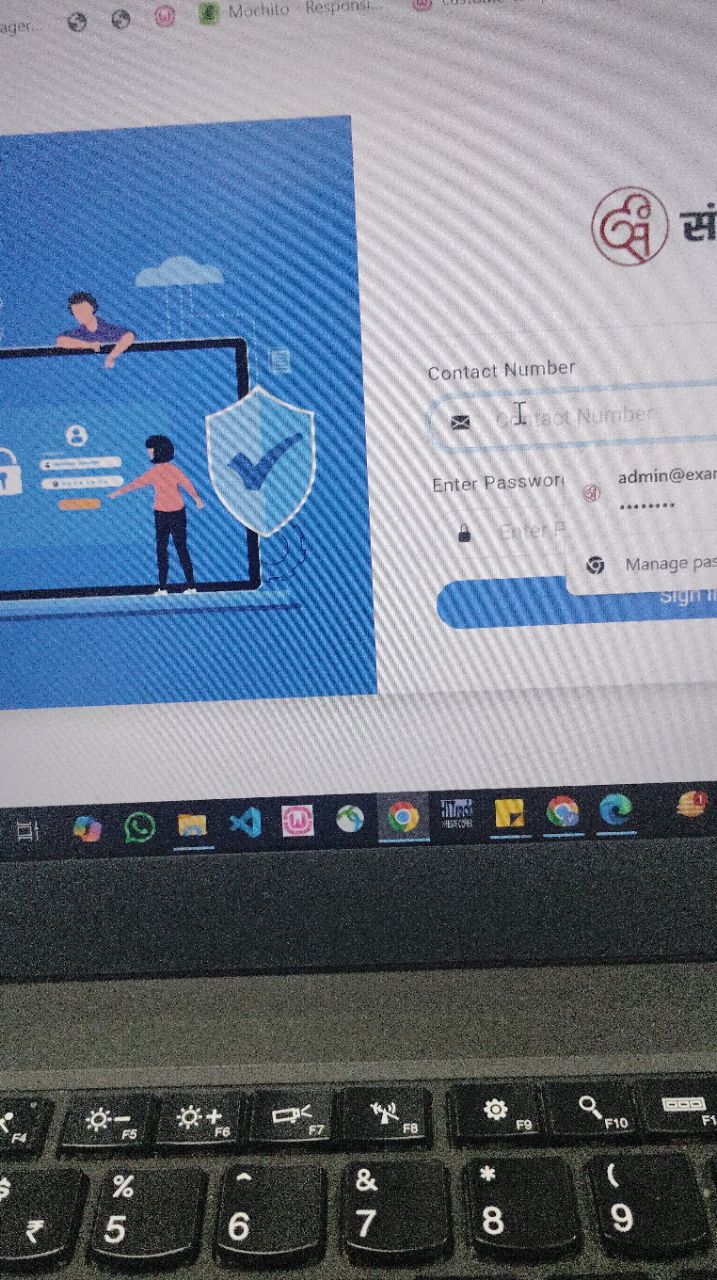 ager...
Mochito - Responsi...
सं
Contact Number
Contact Number
Enter Passwor
admin@exar
••••••••
Enter P
Manage pas
Sign I
1
F4
F5
F6
F7
F8
F9
F10
F1
$ ₹
% 5
^ 6
& 7
* 8
( 9